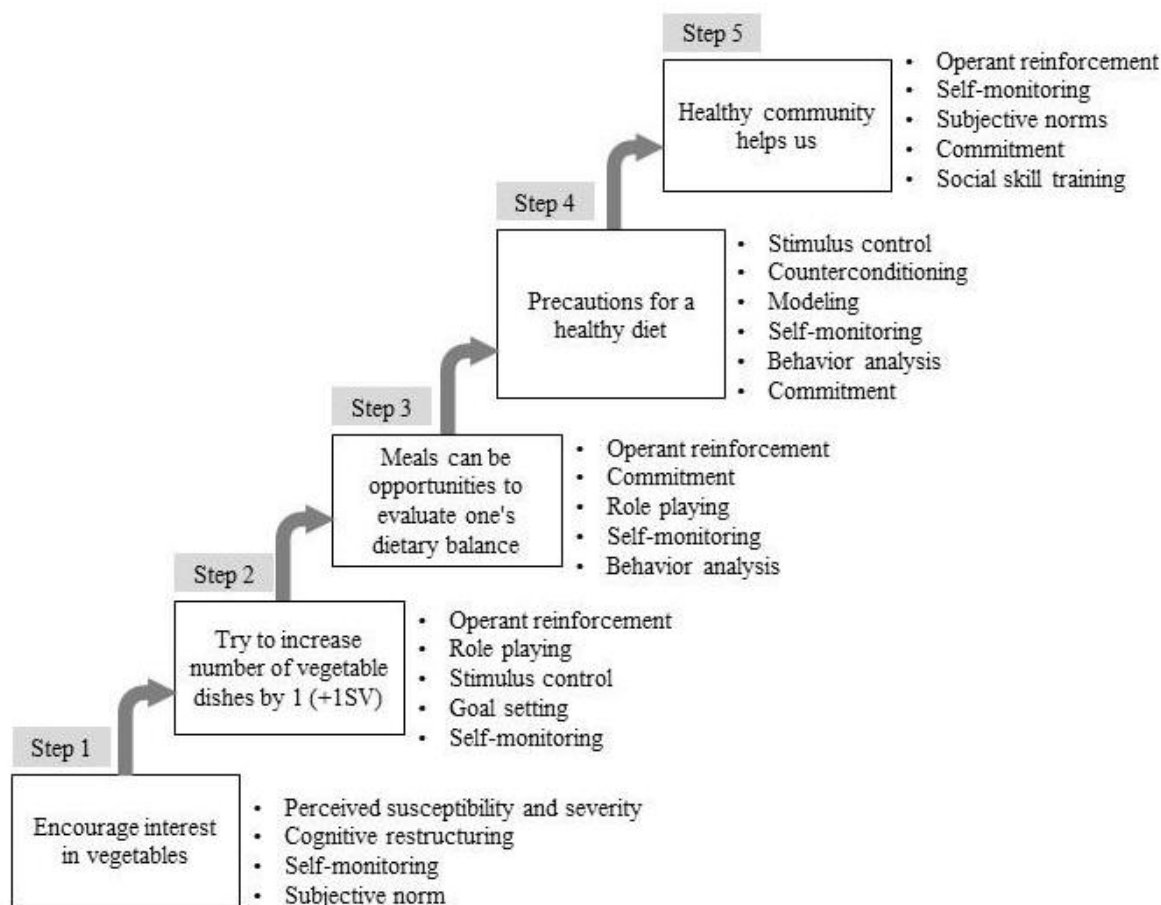 Step 5
Healthy community
helps us
• Operant reinforcement
• Self-monitoring
• Subjective norms
• Commitment
• Social skill training
Step 4
Precautions for a
healthy diet
• Stimulus control
• Counterconditioning
• Modeling
• Self-monitoring
• Behavior analysis
• Commitment
Step 3
Meals can be
opportunities to
evaluate one's
dietary balance
• Operant reinforcement
• Commitment
• Role playing
• Self-monitoring
• Behavior analysis
Step 2
Try to increase
number of vegetable
dishes by 1 (+1SV)
• Operant reinforcement
• Role playing
• Stimulus control
• Goal setting
• Self-monitoring
Step 1
Encourage interest
in vegetables
• Perceived susceptibility and severity
• Cognitive restructuring
• Self-monitoring
• Subjective norm